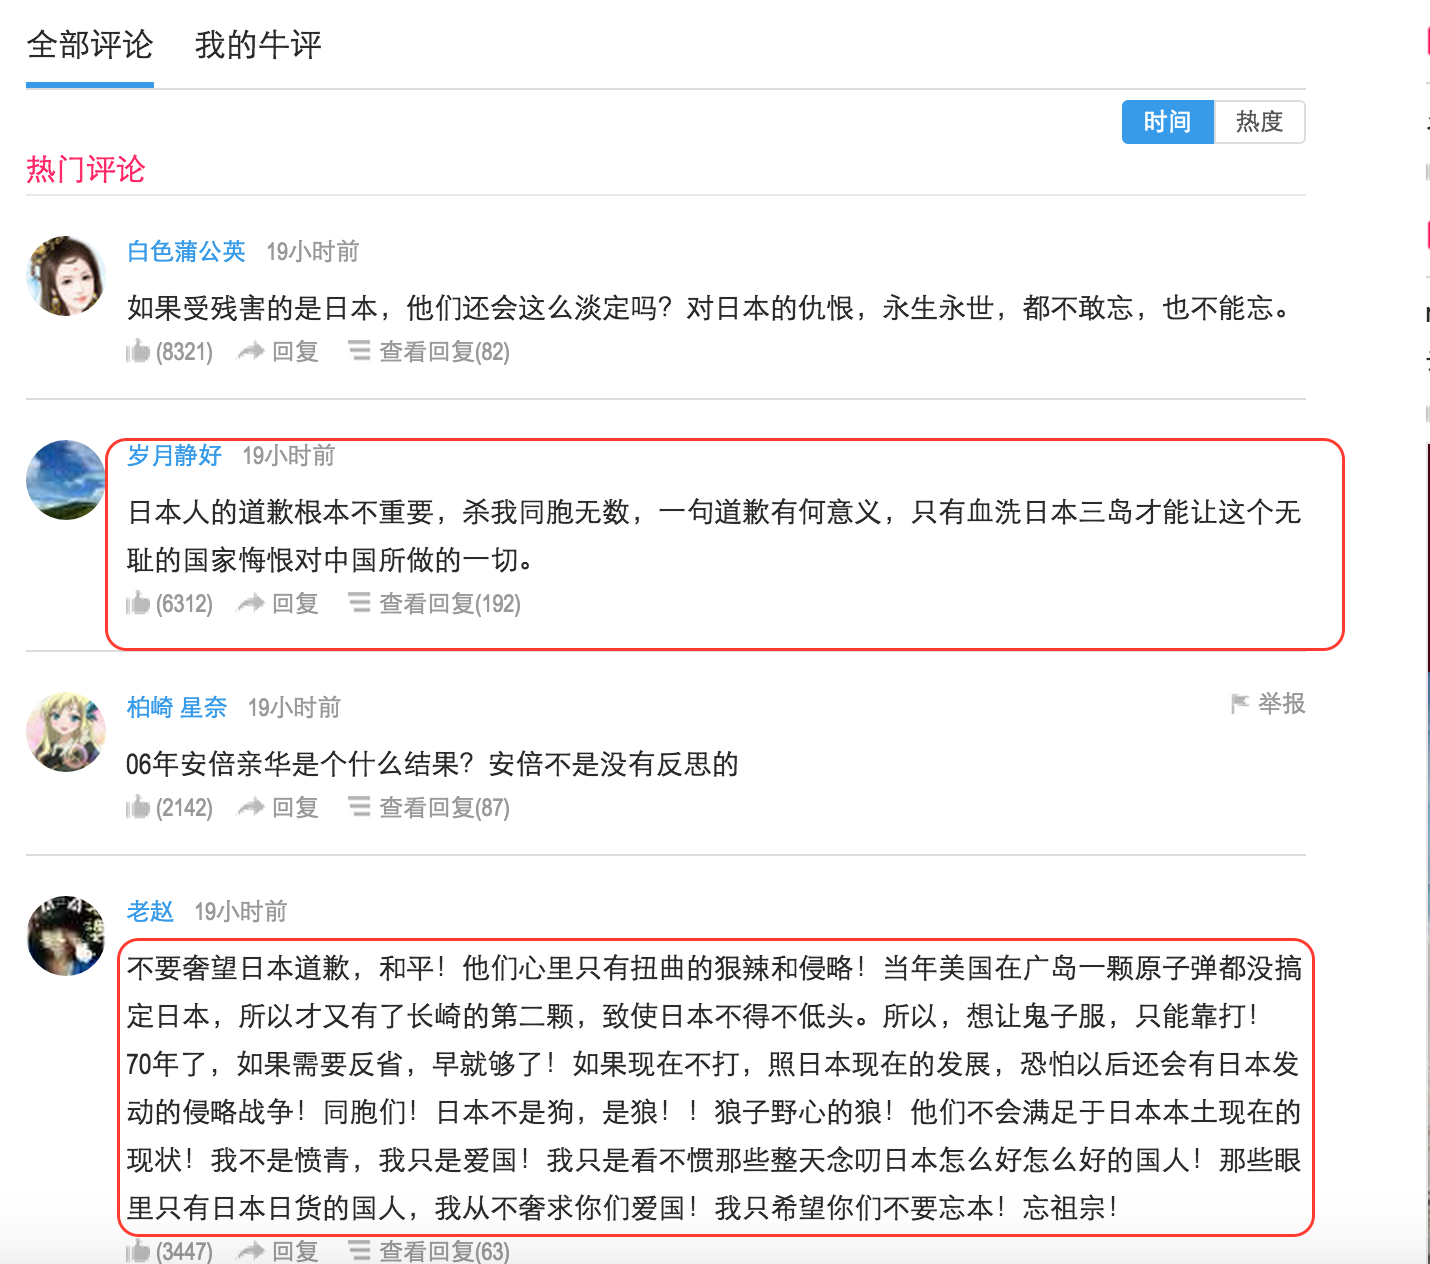 全部评论 我的牛评
时间 热度
热门评论
白色蒲公英 19小时前
如果受残害的是日本，他们还会这么淡定吗？对日本的仇恨，永生永世，都不敢忘，也不能忘。
(8321) 回复 查看回复(82)
岁月静好 19小时前
日本人的道歉根本不重要，杀我同胞无数，一句道歉有何意义，只有血洗日本三岛才能让这个无
耻的国家悔恨对中国所做的一切。
(6312) 回复 查看回复(192)
柏崎 星奈 19小时前 举报
06年安倍亲华是个什么结果？安倍不是没有反思的
(2142) 回复 查看回复(87)
老赵 19小时前
不要奢望日本道歉，和平！他们心里只有扭曲的狠辣和侵略！当年美国在广岛一颗原子弹都没搞
定日本，所以才又有了长崎的第二颗，致使日本不得不低头。所以，想让鬼子服，只能靠打！
70年了，如果需要反省，早就够了！如果现在不打，照日本现在的发展，恐怕以后还会有日本发
动的侵略战争！同胞们！日本不是狗，是狼！！狼子野心的狼！他们不会满足于日本本土现在的
现状！我不是愤青，我只是爱国！我只是看不惯那些整天念叨日本怎么好怎么好的国人！那些眼
里只有日本日货的国人，我从不奢求你们爱国！我只希望你们不要忘本！忘祖宗！
(3447) 回复 查看回复(63)